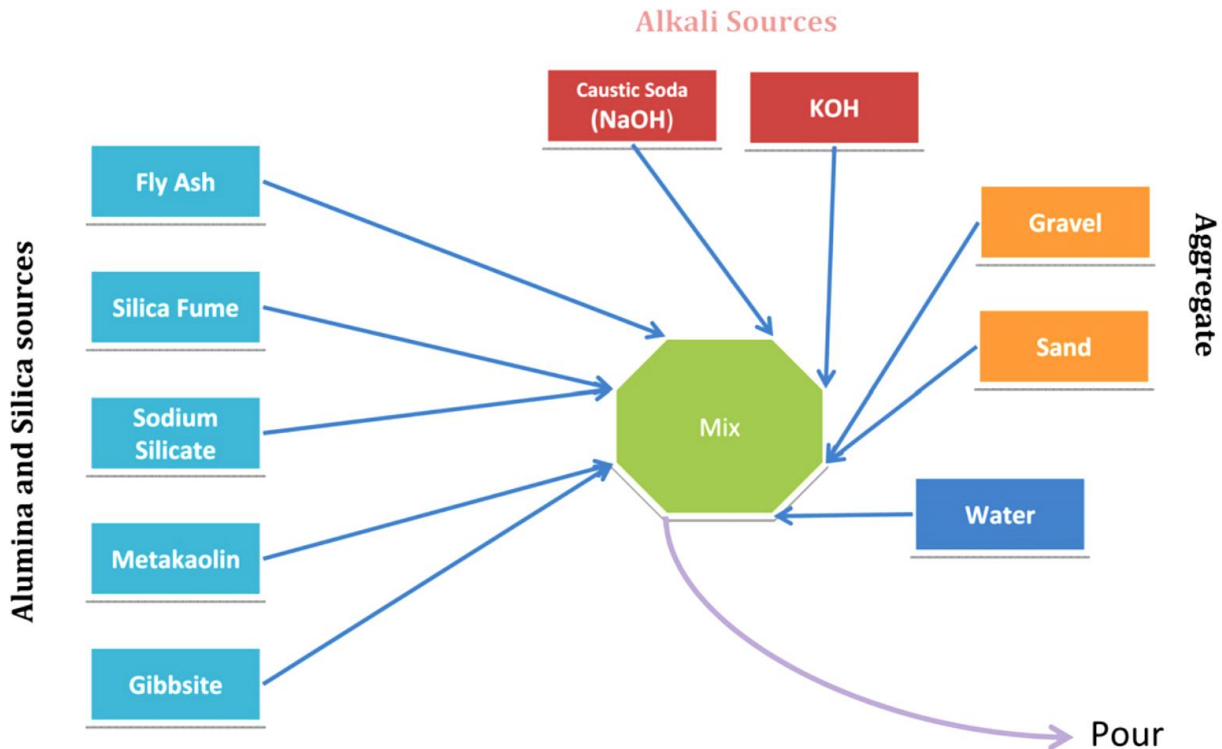 Alkali Sources
Caustic Soda
(NaOH)
KOH
Alumina and Silica sources
Fly Ash
Silica Fume
Sodium
Silicate
Metakaolin
Gibbsite
Mix
Gravel
Sand
Aggregate
Water
Pour